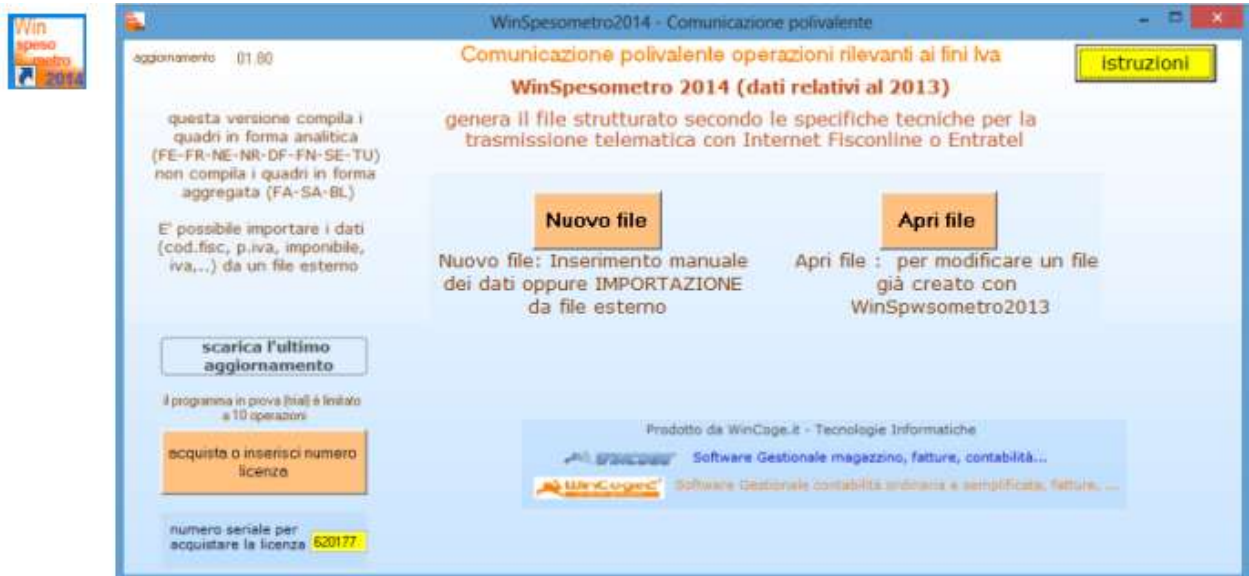 Win
speso
metro
2014
WinSpesometro2014 - Comunicazione polivalente
aggiornamento 01.80
Comunicazione polivalente operazioni rilevanti ai fini Iva
istruzioni
WinSpesometro 2014 (dati relativi al 2013)
genera il file strutturato secondo le specifiche tecniche per la
trasmissione telematica con Internet Fisconline o Entratel
questa versione compila i
quadri in forma analitica
(FE-FR-NE-NR-DF-FN-SE-TU)
non compila i quadri in forma
aggregata (FA-SA-BL)
E' possibile importare i dati
(cod.fisc, p.iva, imponibile,
iva,...) da un file esterno
Nuovo file
Nuovo file: Inserimento manuale
dei dati oppure IMPORTAZIONE
da file esterno
Apri file
Apri file : per modificare un file
già creato con
WinSpwsometro2013
scarica l'ultimo
aggiornamento
il programma in prova (trial) è limitato
a 10 operazioni
acquista o inserisci numero
licenza
numero seriale per
acquistare la licenza 620177
Prodotto da WinCoge.it - Tecnologie Informatiche
Software Gestionale magazzino, fatture, contabilità...
WinCogeC Software Gestionale contabilità ordinaria e semplificata, fatture, ...